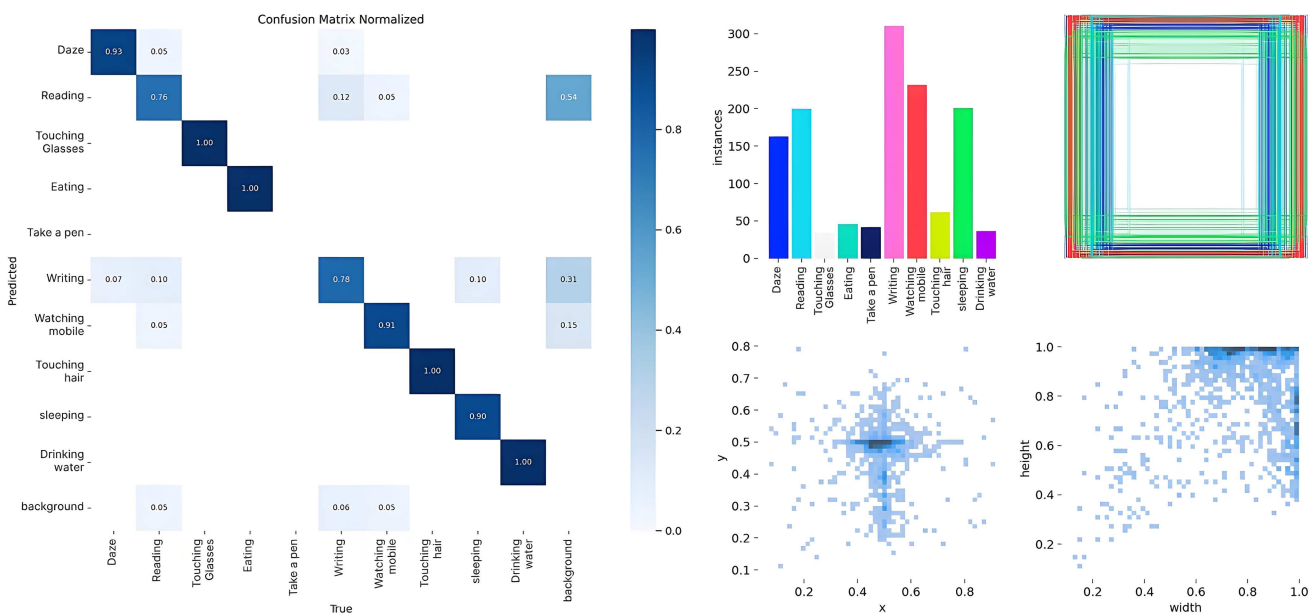 Confusion Matrix Normalized
Predicted
Daze
0.93
0.05
0.03
Reading
0.76
0.12
0.05
0.54
Touching
Glasses
1.00
Eating
1.00
Take a pen
Writing
0.07
0.10
0.78
0.10
0.31
Watching
mobile
0.05
0.91
0.15
Touching
hair
1.00
sleeping
0.90
Drinking
water
1.00
background
0.05
0.06
0.05
Daze
Reading
Touching
Glasses
Eating
Take a pen
Writing
Watching
mobile
Touching
hair
sleeping
Drinking
water
background
True
0.8
0.6
0.4
0.2
0.0
instances
300
250
200
150
100
50
0
Daze
Reading
Touching
Glasses
Eating
Take a pen
Writing
Watching
mobile
Touching
hair
sleeping
Drinking
water
y
0.8
0.7
0.6
0.5
0.4
0.3
0.2
0.1
0.2
0.4
0.6
0.8
x
height
1.0
0.8
0.6
0.4
0.2
0.2
0.4
0.6
0.8
1.0
width